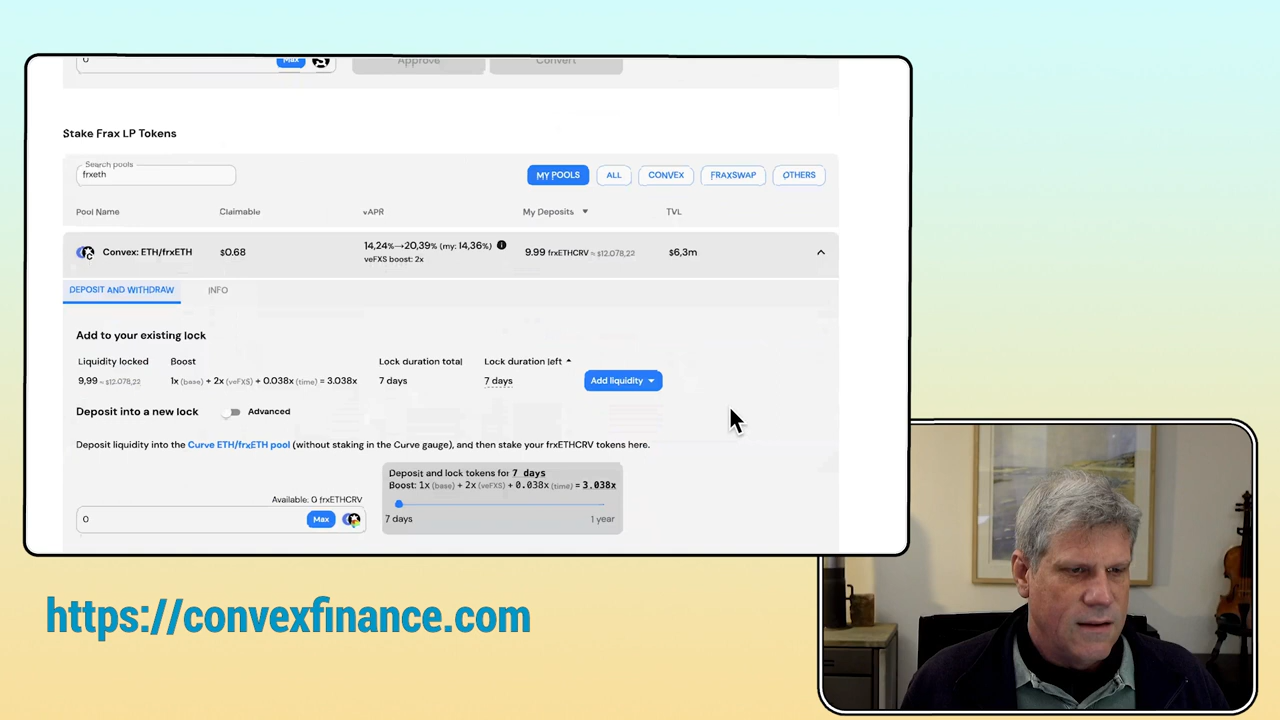 0 Max Approve Convert
Stake Frax LP Tokens
Search pools
frxeth
MY POOLS ALL CONVEX FRAXSWAP OTHERS
Pool Name Claimable vAPR My Deposits TVL
Convex: ETH/frxETH $0.68 14,24%→20,39% (my: 14,36%) 9.99 frxETHCRV ≈ $12.078,22 $6,3m
veFXS boost: 2x
DEPOSIT AND WITHDRAW INFO
Add to your existing lock
Liquidity locked Boost Lock duration total Lock duration left
9,99 ≈ $12.078,22 1x (base) + 2x (veFXS) + 0.038x (time) = 3.038x 7 days 7 days Add liquidity
Deposit into a new lock Advanced
Deposit liquidity into the Curve ETH/frxETH pool (without staking in the Curve gauge), and then stake your frxETHCRV tokens here.
Deposit and lock tokens for 7 days
Boost: 1x (base) + 2x (veFXS) + 0.038x (time) = 3.038x
Available: 0 frxETHCRV
0 Max 7 days 1 year
https://convexfinance.com